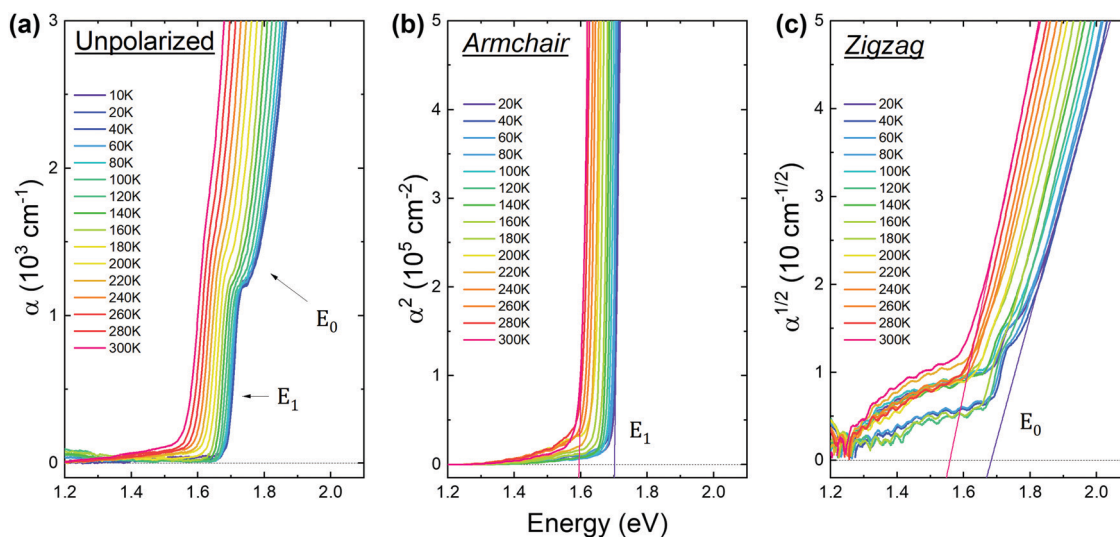 (a) Unpolarized
10K
20K
40K
60K
80K
100K
120K
140K
160K
180K
200K
220K
240K
260K
280K
300K
E₀
E₁
α (10³ cm⁻¹)
3
2
1
0
1.2 1.4 1.6 1.8 2.0
(b) Armchair
20K
40K
60K
80K
100K
120K
140K
160K
180K
200K
220K
240K
260K
280K
300K
E₁
α² (10⁵ cm⁻²)
5
4
3
2
1
0
1.2 1.4 1.6 1.8 2.0
Energy (eV)
(c) Zigzag
20K
40K
60K
80K
100K
120K
140K
160K
180K
200K
220K
240K
260K
280K
300K
E₀
α¹/² (10 cm⁻¹/²)
5
4
3
2
1
0
1.2 1.4 1.6 1.8 2.0